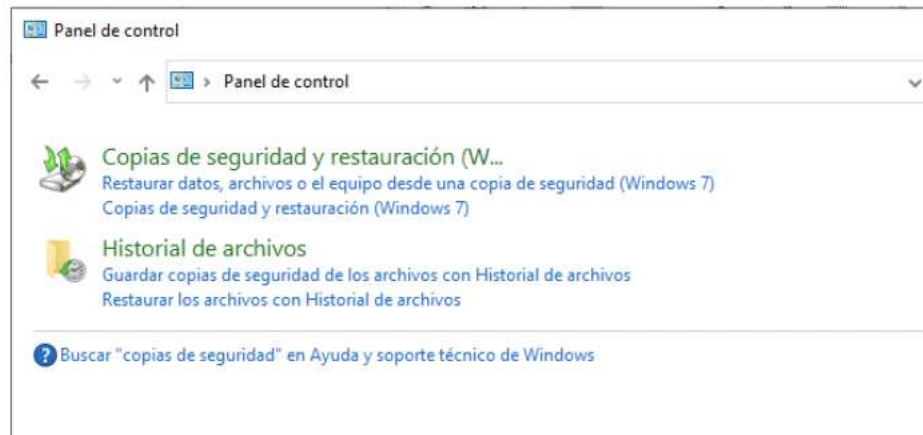 Panel de control
Panel de control
Copias de seguridad y restauración (W...
Restaurar datos, archivos o el equipo desde una copia de seguridad (Windows 7)
Copias de seguridad y restauración (Windows 7)
Historial de archivos
Guardar copias de seguridad de los archivos con Historial de archivos
Restaurar los archivos con Historial de archivos
Buscar "copias de seguridad" en Ayuda y soporte técnico de Windows